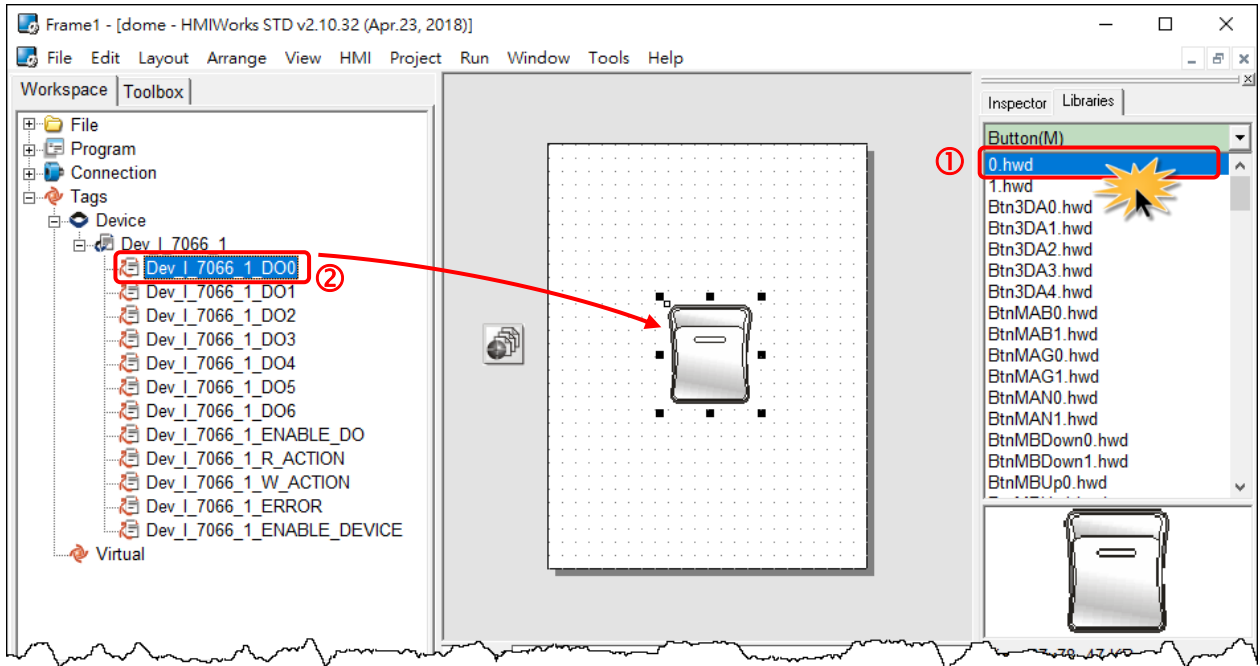 Frame1 - [dome - HMIWorks STD v2.10.32 (Apr.23, 2018)]
File Edit Layout Arrange View HMI Project Run Window Tools Help
Workspace Toolbox
File
Program
Connection
Tags
Device
Dev_I_7066_1
Dev_I_7066_1_DO0
②
Dev_I_7066_1_DO1
Dev_I_7066_1_DO2
Dev_I_7066_1_DO3
Dev_I_7066_1_DO4
Dev_I_7066_1_DO5
Dev_I_7066_1_DO6
Dev_I_7066_1_ENABLE_DO
Dev_I_7066_1_R_ACTION
Dev_I_7066_1_W_ACTION
Dev_I_7066_1_ERROR
Dev_I_7066_1_ENABLE_DEVICE
Virtual
Inspector Libraries
Button(M)
①
0.hwd
1.hwd
Btn3DA0.hwd
Btn3DA1.hwd
Btn3DA2.hwd
Btn3DA3.hwd
Btn3DA4.hwd
BtnMAB0.hwd
BtnMAB1.hwd
BtnMAG0.hwd
BtnMAG1.hwd
BtnMAN0.hwd
BtnMAN1.hwd
BtnMBDown0.hwd
BtnMBDown1.hwd
BtnMBUp0.hwd